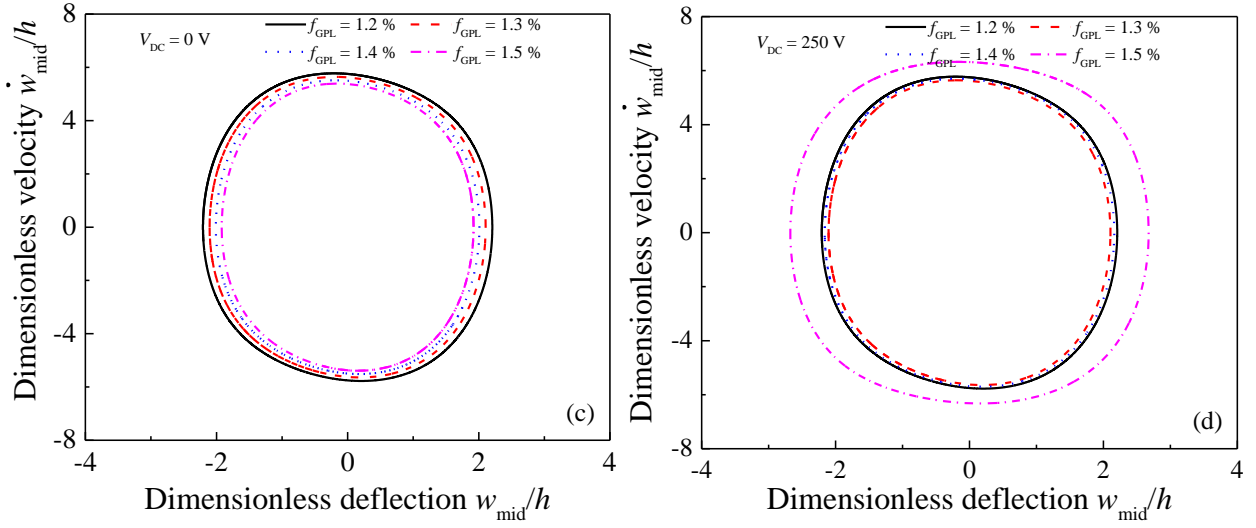 8
4
0
-4
-8
-4
-2
0
2
4
V_DC = 0 V
f_GPL = 1.2 %
f_GPL = 1.3 %
f_GPL = 1.4 %
f_GPL = 1.5 %
(c)
Dimensionless velocity ẇ_mid/h
Dimensionless deflection w_mid/h
8
4
0
-4
-8
-4
-2
0
2
4
V_DC = 250 V
f_GPL = 1.2 %
f_GPL = 1.3 %
f_GPL = 1.4 %
f_GPL = 1.5 %
(d)
Dimensionless velocity ẇ_mid/h
Dimensionless deflection w_mid/h